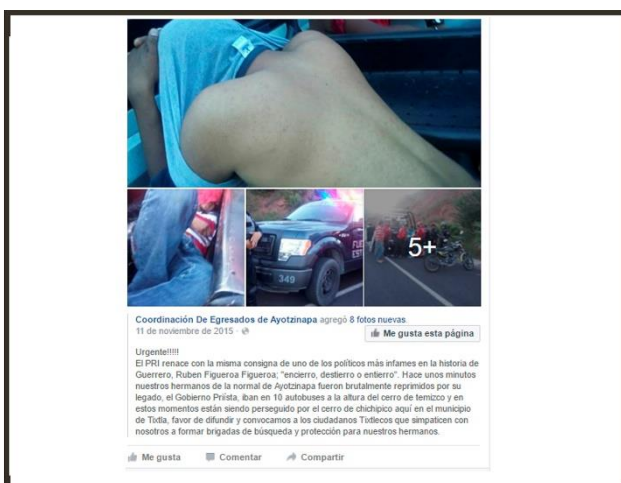 349
FUE
EST
5+
Coordinación De Egresados de Ayotzinapa agregó 8 fotos nuevas.
11 de noviembre de 2015 ·
Me gusta esta página
Urgente!!!!!
El PRI renace con la misma consigna de uno de los políticos más infames en la historia de
Guerrero, Ruben Figueroa Figueroa; "encierro, destierro o entierro". Hace unos minutos
nuestros hermanos de la normal de Ayotzinapa fueron brutalmente reprimidos por su
legado, el Gobierno Priísta, iban en 10 autobuses a la altura del cerro de temizco y en
estos momentos están siendo perseguido por el cerro de chichipico aquí en el municipio
de Tixtla, favor de difundir y convocamos a los ciudadanos Tixtlecos que simpaticen con
nosotros a formar brigadas de búsqueda y protección para nuestros hermanos.
Me gusta Comentar Compartir